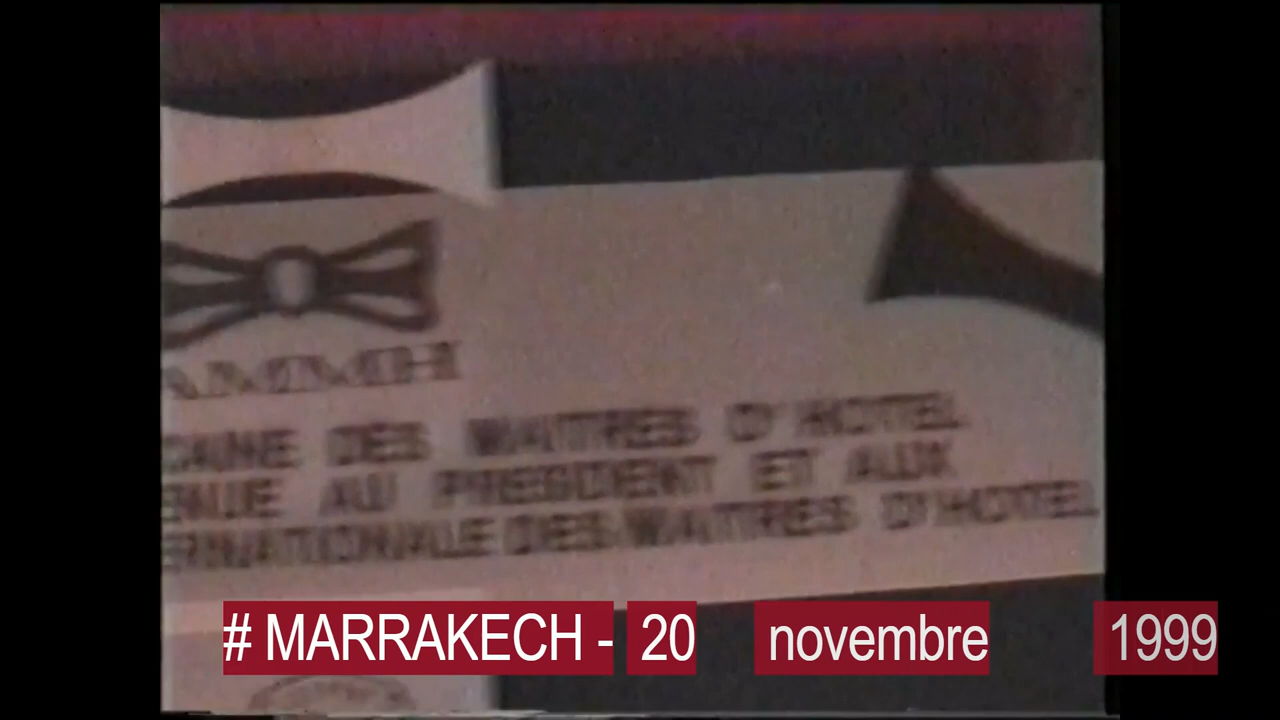 AMMH
CAINE DES MAITRES D'HOTEL
ENUE AU PRESIDENT ET AUX
ERNATIONALE DES MAITRES D'HOTEL
# MARRAKECH - 20 novembre 1999